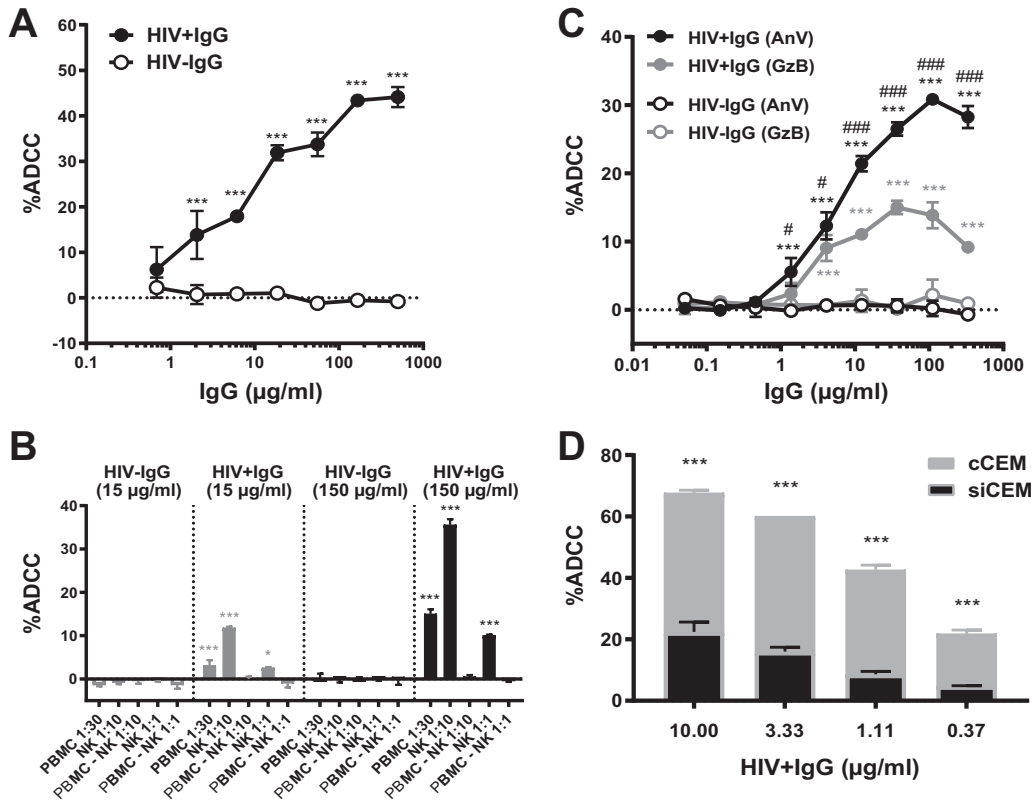 A
60
50
40
30
20
10
0
-10
%ADCC
HIV+IgG
HIV-IgG
***
***
***
***
***
***
0.1
1
10
100
1000
IgG (µg/ml)
C
40
30
20
10
0
%ADCC
HIV+IgG (AnV)
HIV+IgG (GzB)
HIV-IgG (AnV)
HIV-IgG (GzB)
#
***
#
***
###
***
###
***
###
***
###
***
***
***
***
***
***
0.01
0.1
1
10
100
1000
IgG (µg/ml)
B
HIV-IgG
(15 µg/ml)
HIV+IgG
(15 µg/ml)
HIV-IgG
(150 µg/ml)
HIV+IgG
(150 µg/ml)
40
30
20
10
0
%ADCC
***
***
*
***
***
***
PBMC 1:30
NK 1:10
PBMC - NK 1:10
NK 1:1
PBMC - NK 1:1
PBMC 1:30
NK 1:10
PBMC - NK 1:10
NK 1:1
PBMC - NK 1:1
PBMC 1:30
NK 1:10
PBMC - NK 1:10
NK 1:1
PBMC - NK 1:1
PBMC 1:30
NK 1:10
PBMC - NK 1:10
NK 1:1
PBMC - NK 1:1
D
80
60
40
20
0
%ADCC
cCEM
siCEM
***
***
***
***
10.00
3.33
1.11
0.37
HIV+IgG (µg/ml)